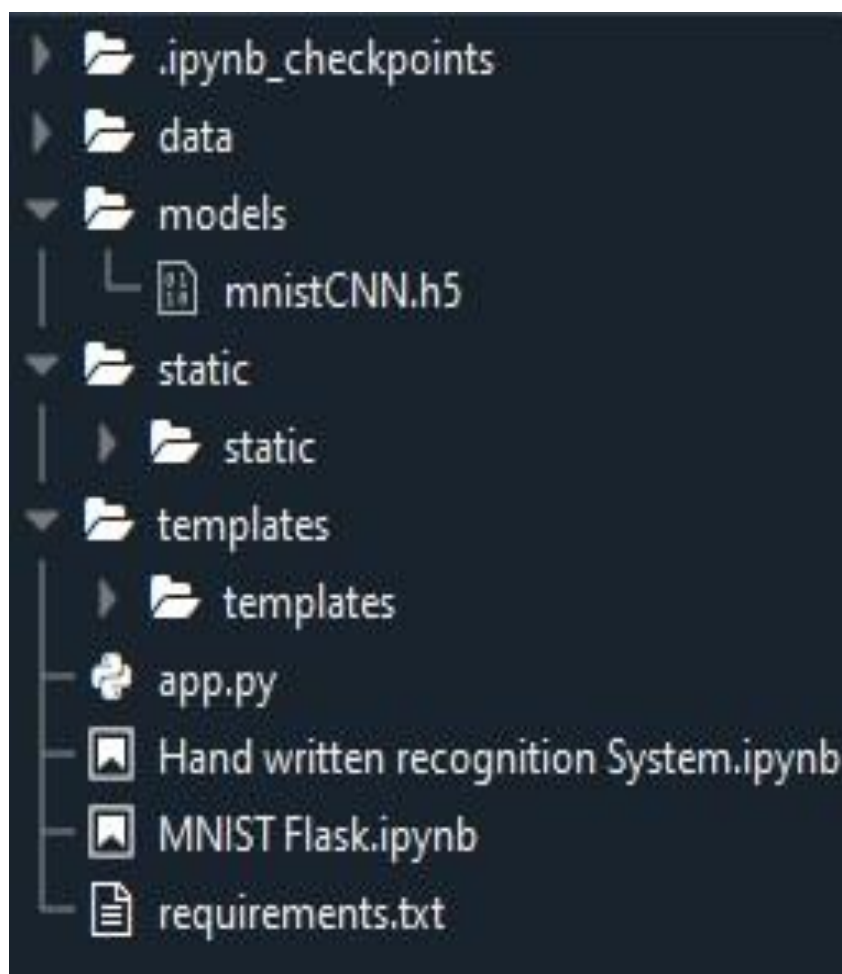 .ipynb_checkpoints
data
models
mnistCNN.h5
static
static
templates
templates
app.py
Hand written recognition System.ipynb
MNIST Flask.ipynb
requirements.txt